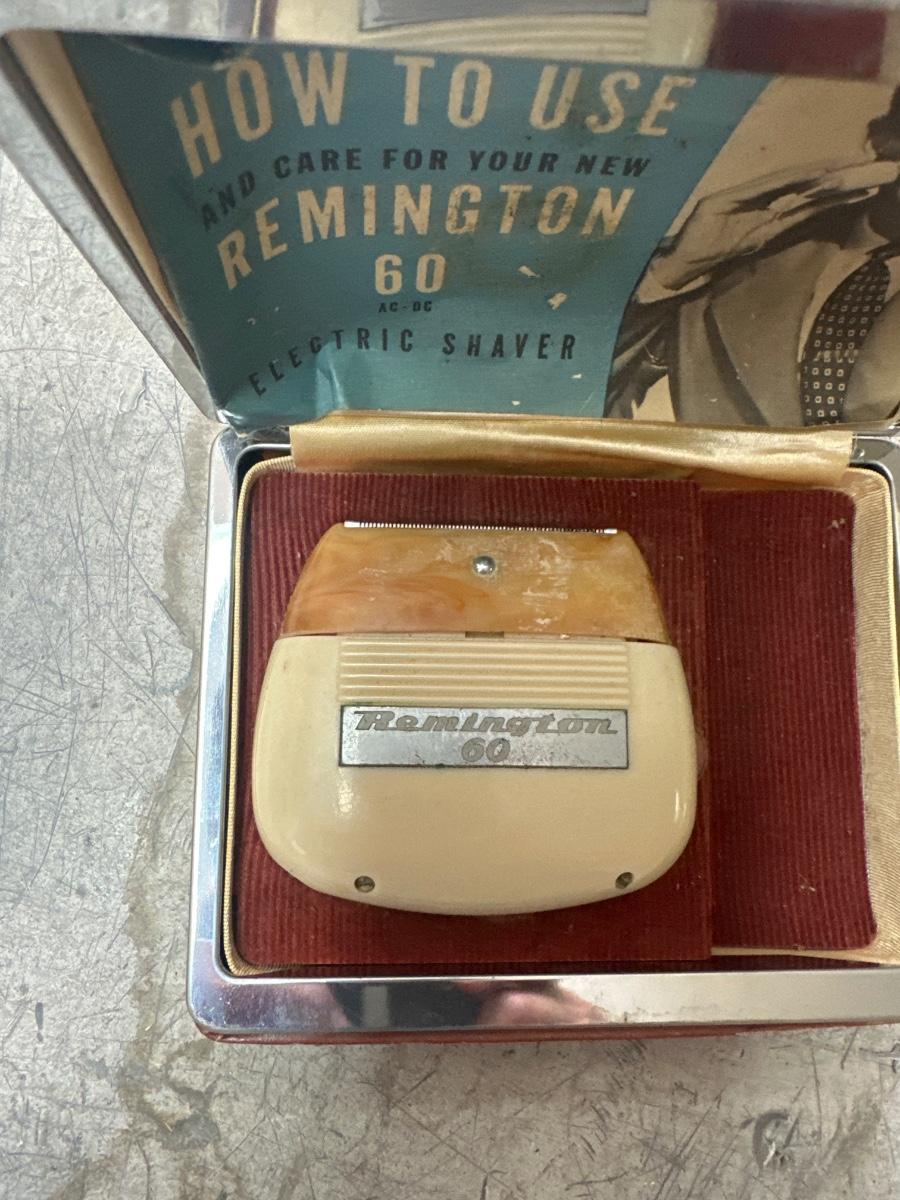 HOW TO USE
AND CARE FOR YOUR NEW
REMINGTON
60
AC-DC
ELECTRIC SHAVER
Remington
60